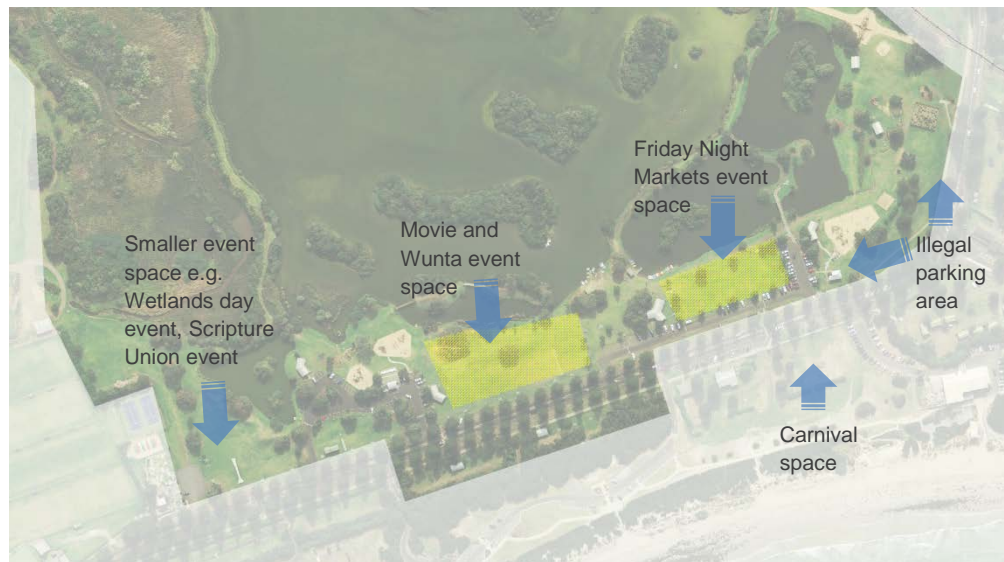 Friday Night
Markets event
space
Movie and
Wunta event
space
Smaller event
space e.g.
Wetlands day
event, Scripture
Union event
Illegal
parking
area
Carnival
space